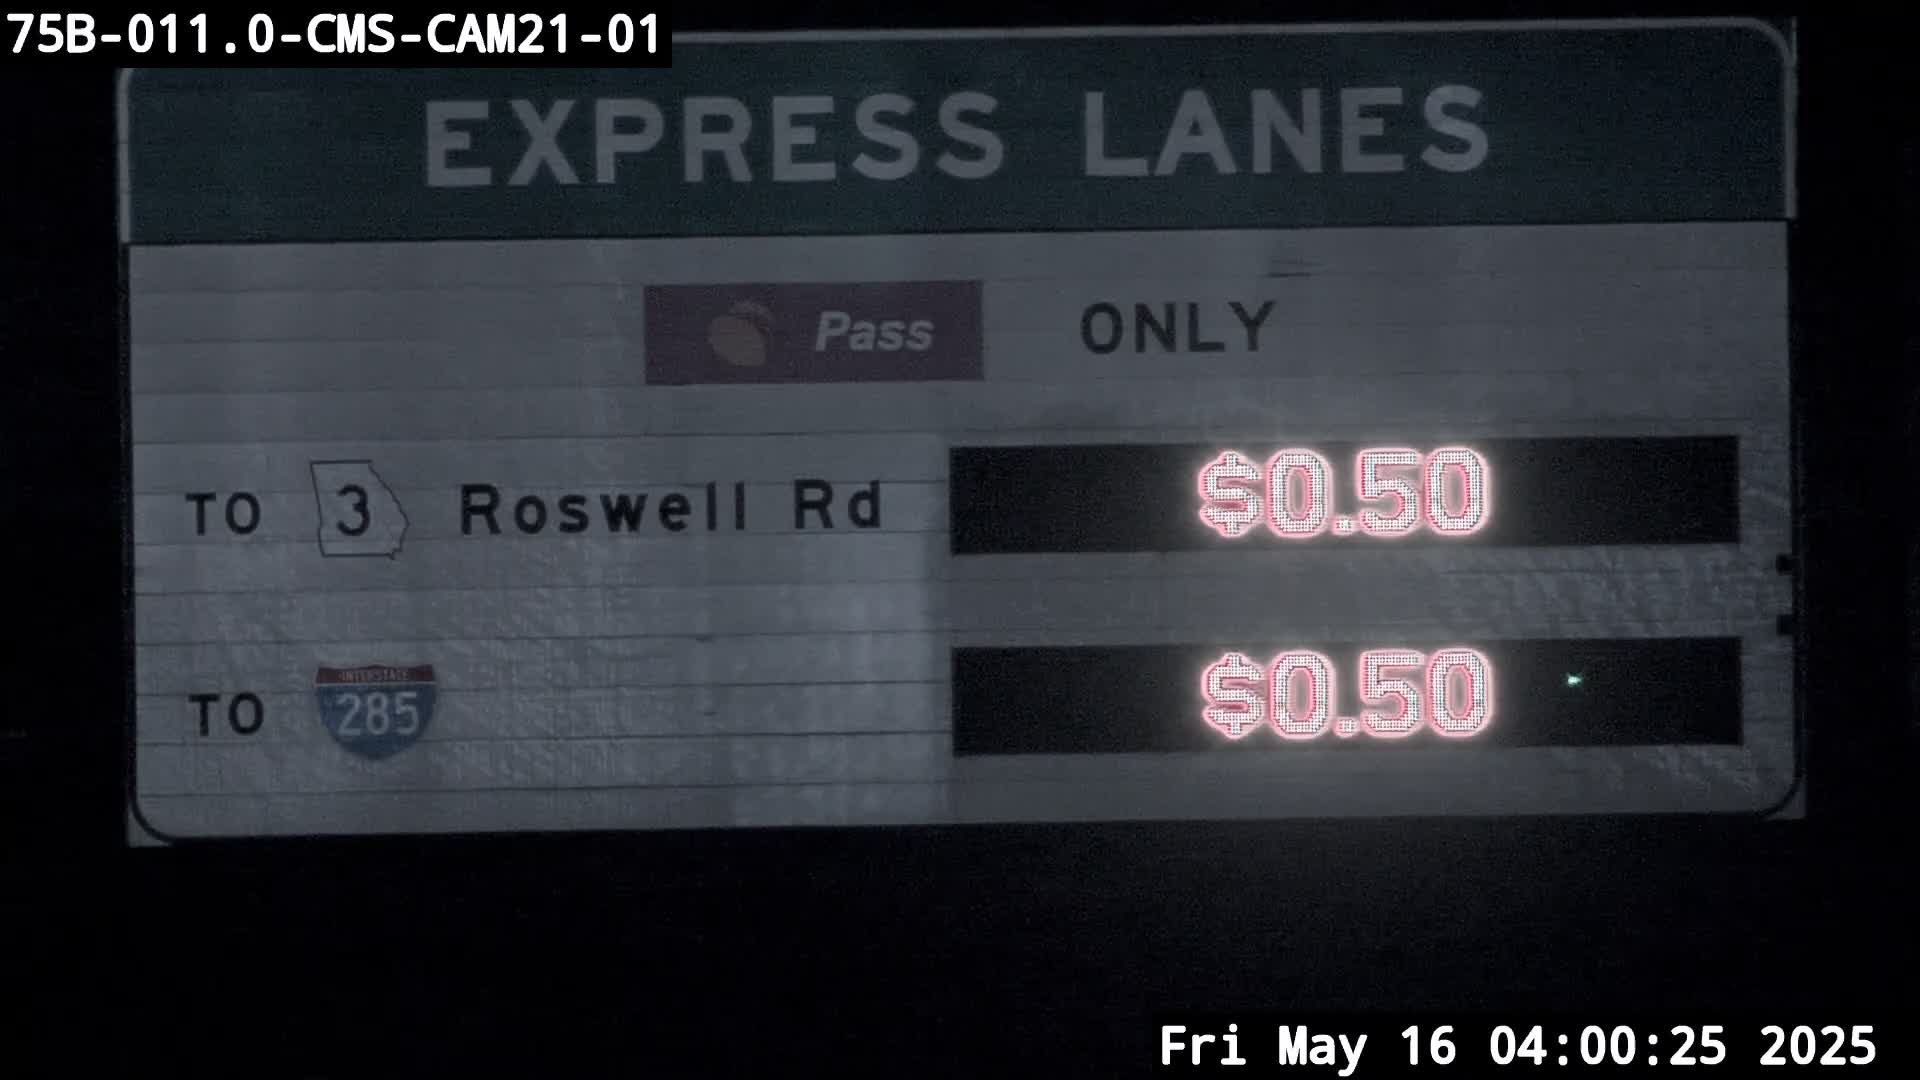 75B-011.0-CMS-CAM21-01
EXPRESS LANES
Pass ONLY
TO 3 Roswell Rd $0.50
TO INTERSTATE 285 $0.50
Fri May 16 04:00:25 2025